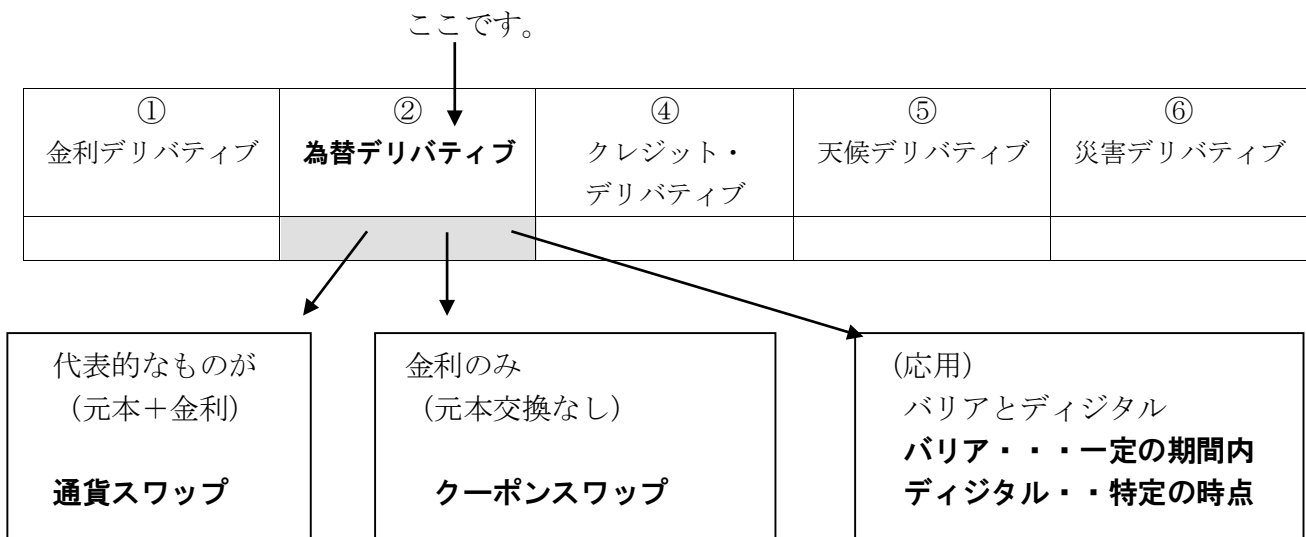 ここです。
①
金利デリバティブ
②
為替デリバティブ
④
クレジット・
デリバティブ
⑤
天候デリバティブ
⑥
災害デリバティブ
代表的なものが
（元本＋金利）
通貨スワップ
金利のみ
（元本交換なし）
クーポンスワップ
(応用)
バリアとディジタル
バリア・・・一定の期間内
ディジタル・・特定の時点